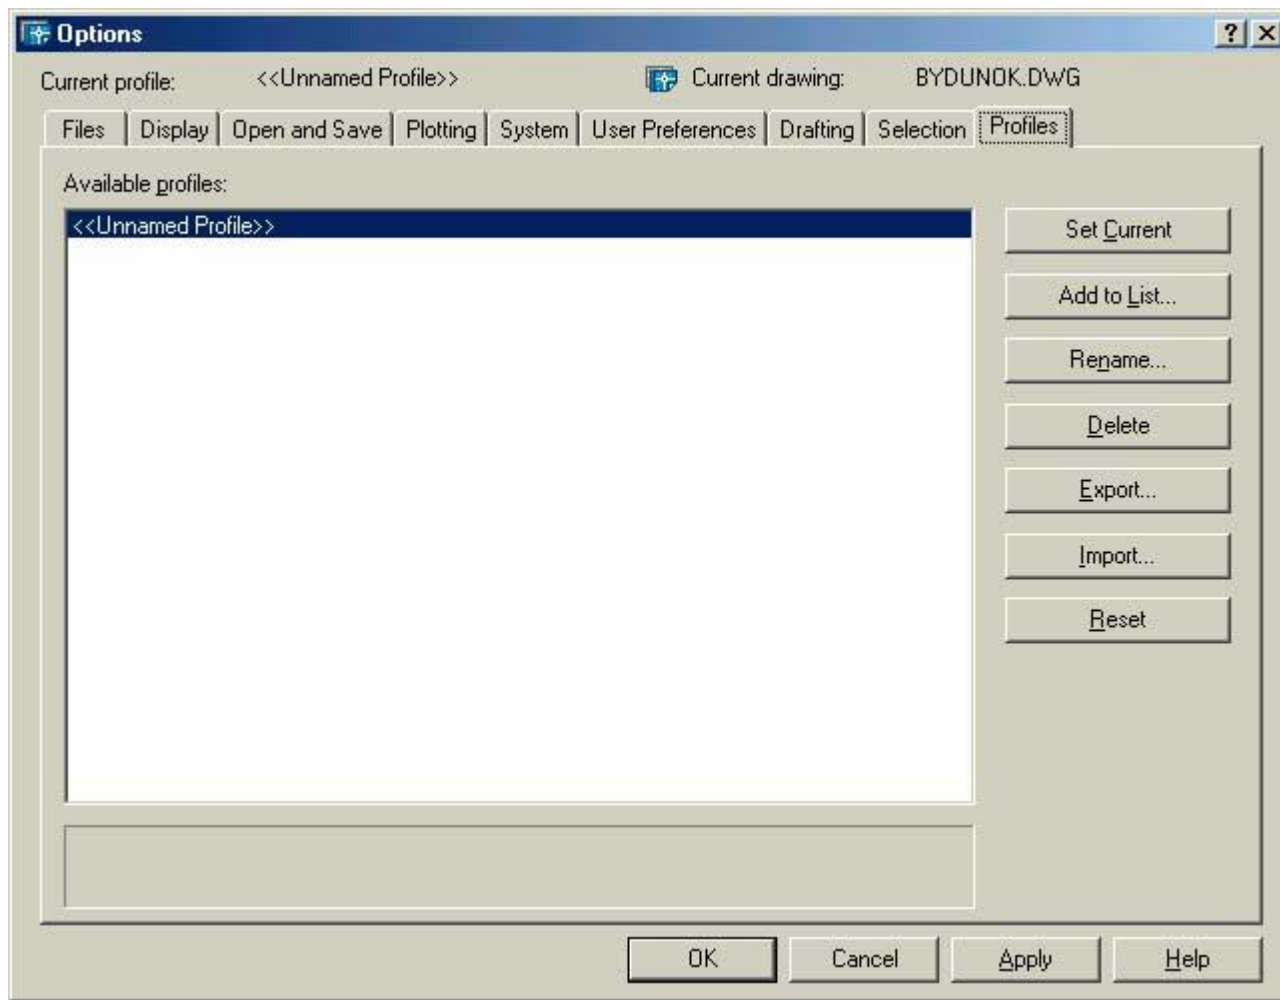 Options
Current profile: <<Unnamed Profile>> Current drawing: BYDUNOK.DWG
Files Display Open and Save Plotting System User Preferences Drafting Selection Profiles
Available profiles:
<<Unnamed Profile>>
Set Current
Add to List...
Rename...
Delete
Export...
Import...
Reset
OK Cancel Apply Help